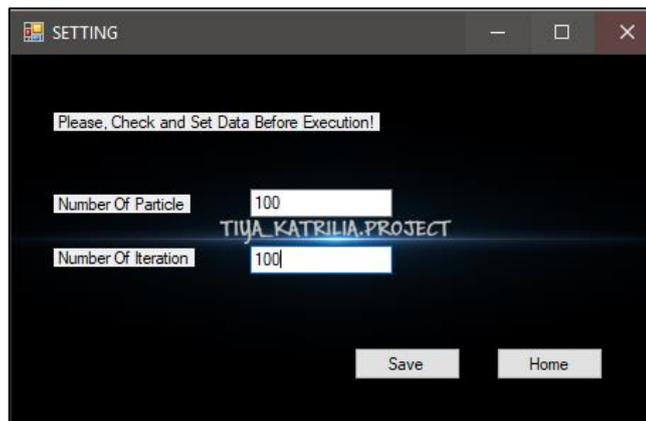 SETTING
Please, Check and Set Data Before Execution!
Number Of Particle 100
TIYA_KATRILIA.PROJECT
Number Of Iteration 100
Save Home